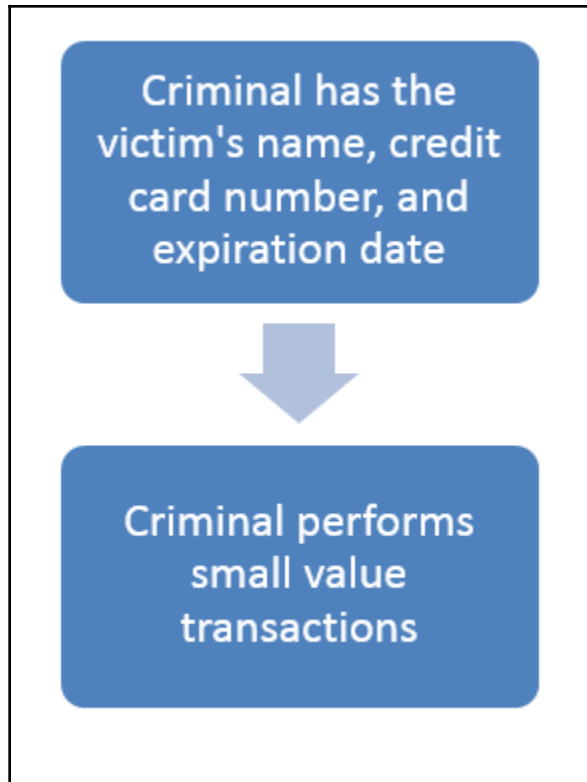 Criminal has the
victim's name, credit
card number, and
expiration date
Criminal performs
small value
transactions